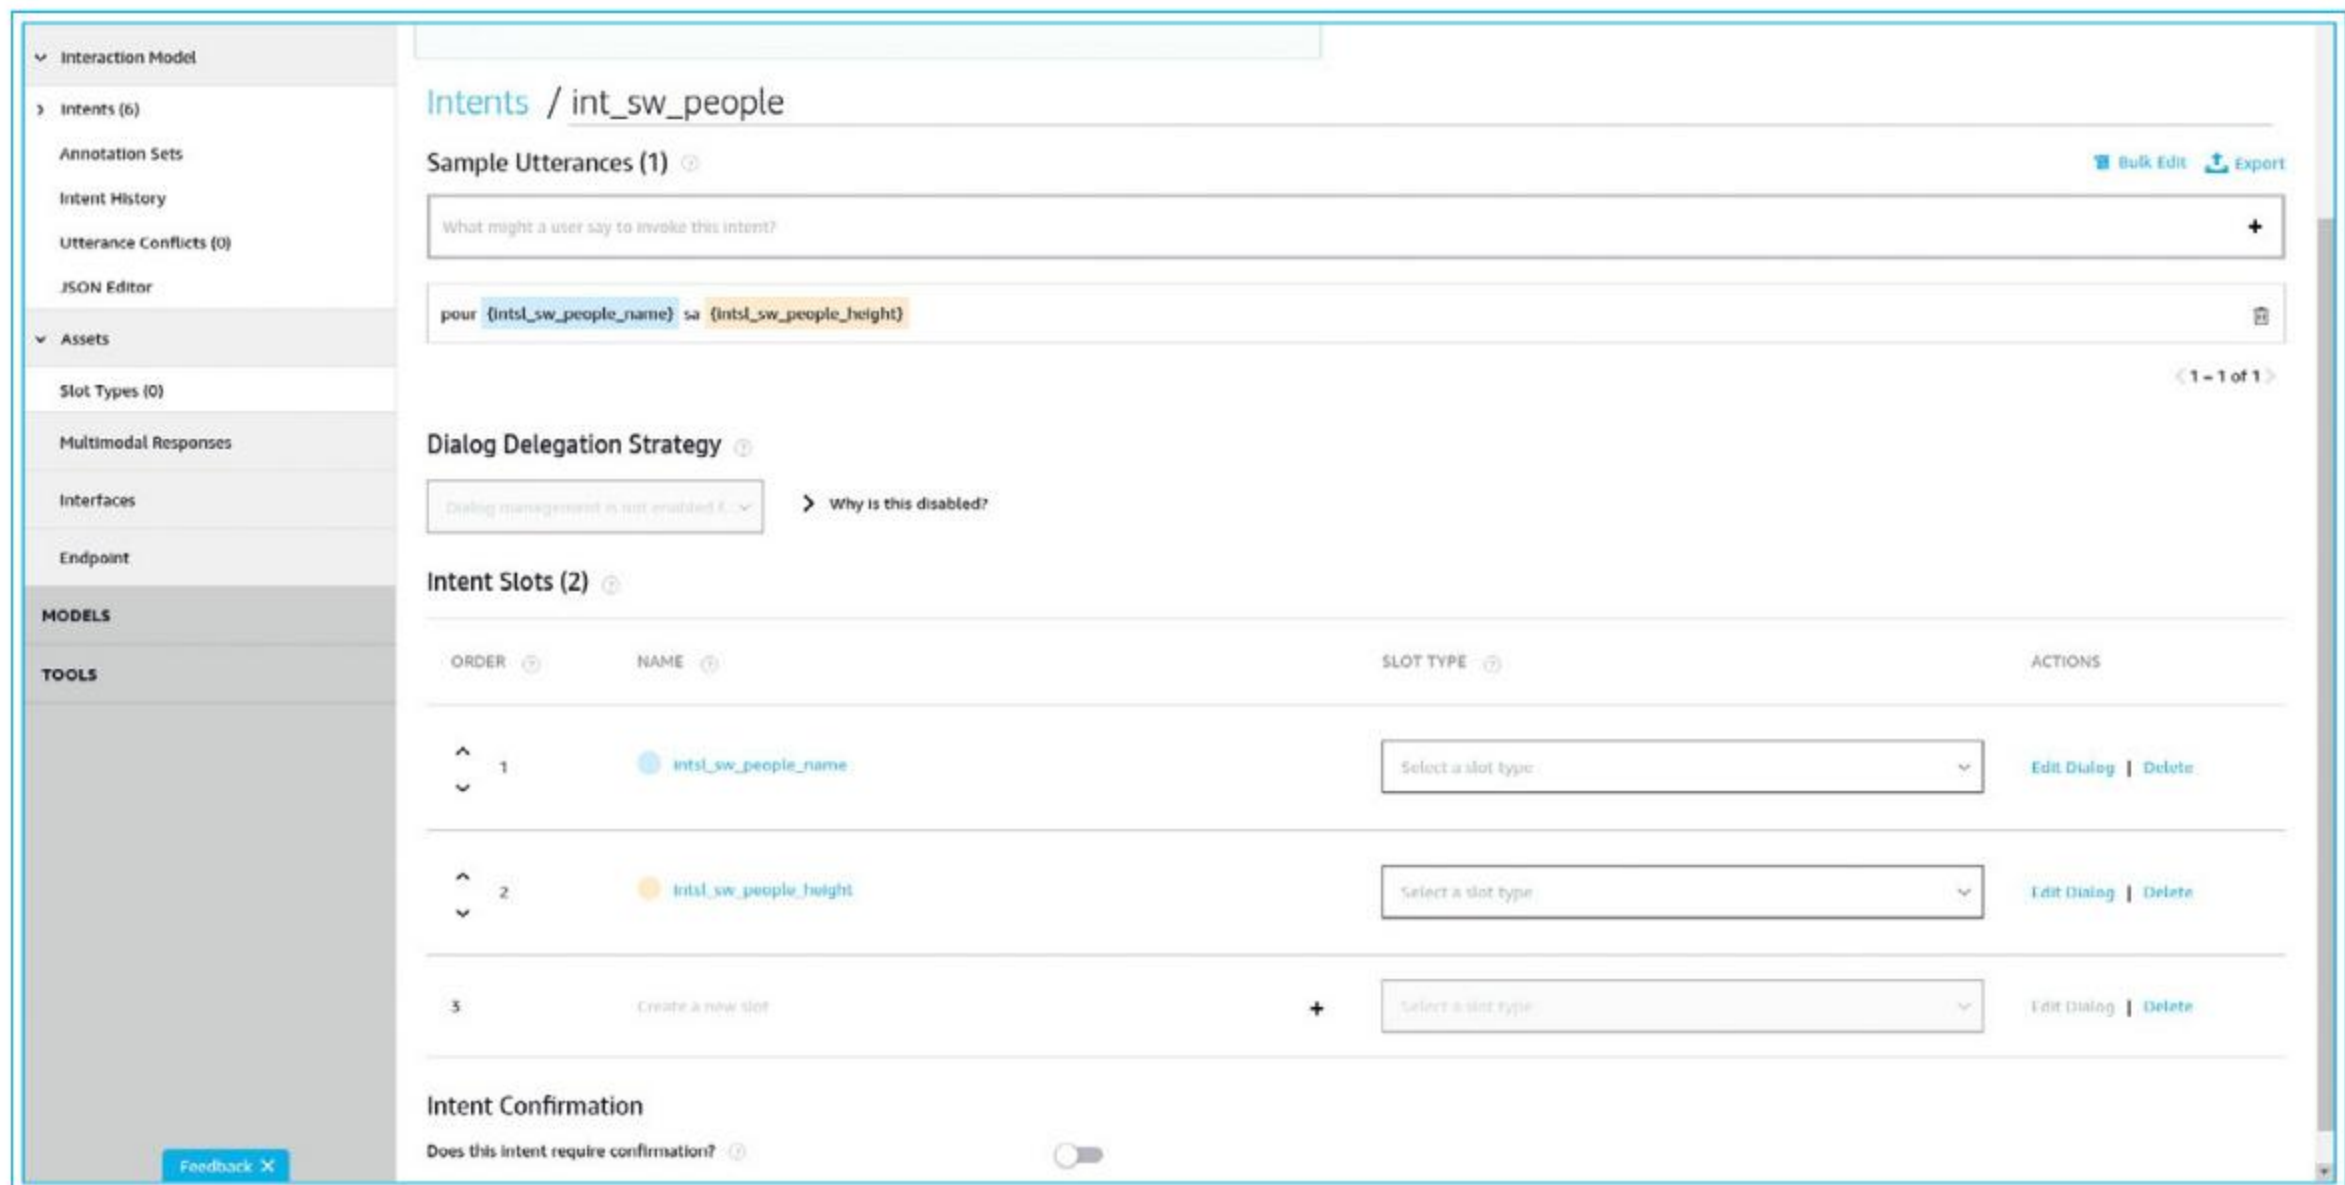 Interaction Model
Intents (6)
Annotation Sets
Intent History
Utterance Conflicts (0)
JSON Editor
Assets
Slot Types (0)
Multimodal Responses
Interfaces
Endpoint
MODELS
TOOLS
Feedback X
Intents / int_sw_people
Sample Utterances (1)
Bulk Edit Export
What might a user say to invoke this intent?
pour {intsl_sw_people_name} sa {intsl_sw_people_height}
< 1 – 1 of 1 >
Dialog Delegation Strategy
Dialog management is not enabled f...
Why is this disabled?
Intent Slots (2)
ORDER NAME SLOT TYPE ACTIONS
1 intsl_sw_people_name Select a slot type Edit Dialog | Delete
2 intsl_sw_people_height Select a slot type Edit Dialog | Delete
3 Create a new slot + Select a slot type Edit Dialog | Delete
Intent Confirmation
Does this intent require confirmation?